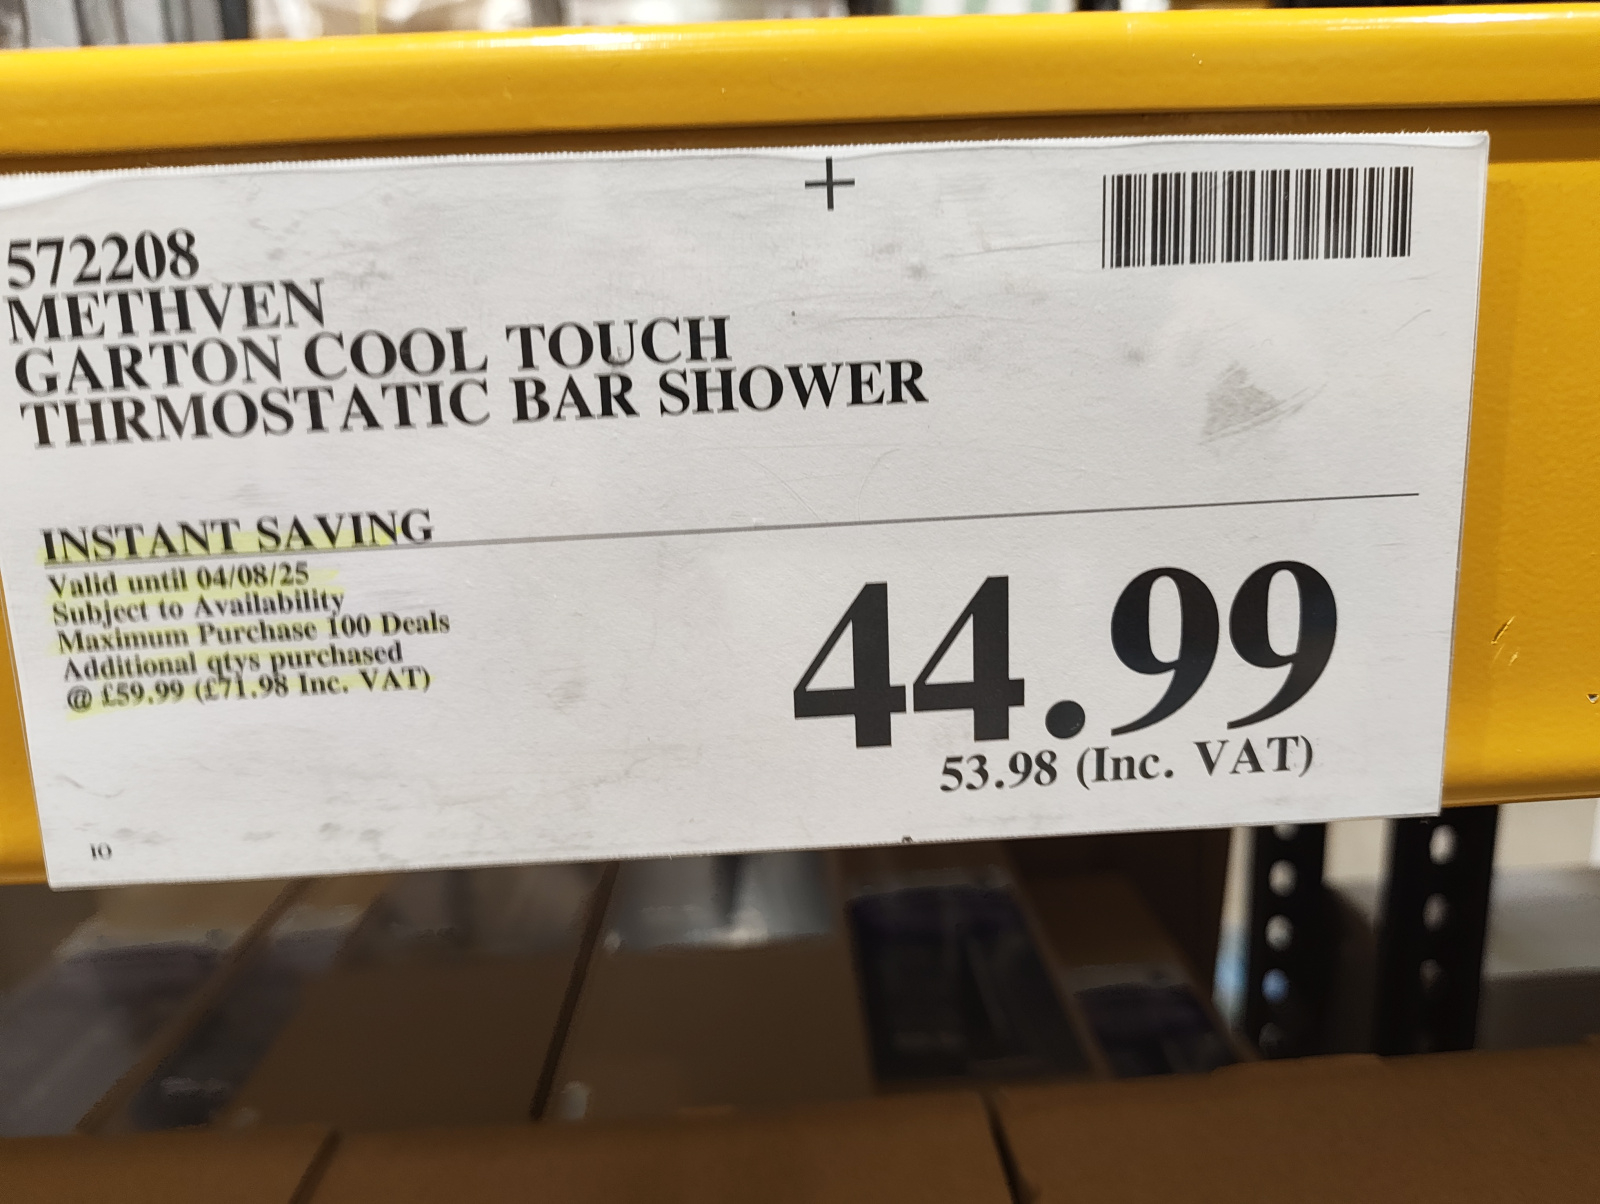 572208
METHVEN
GARTON COOL TOUCH
THRMOSTATIC BAR SHOWER
INSTANT SAVING
Valid until 04/08/25
Subject to Availability
Maximum Purchase 100 Deals
Additional qtys purchased
@ £59.99 (£71.98 Inc. VAT)
44.99
53.98 (Inc. VAT)
IO